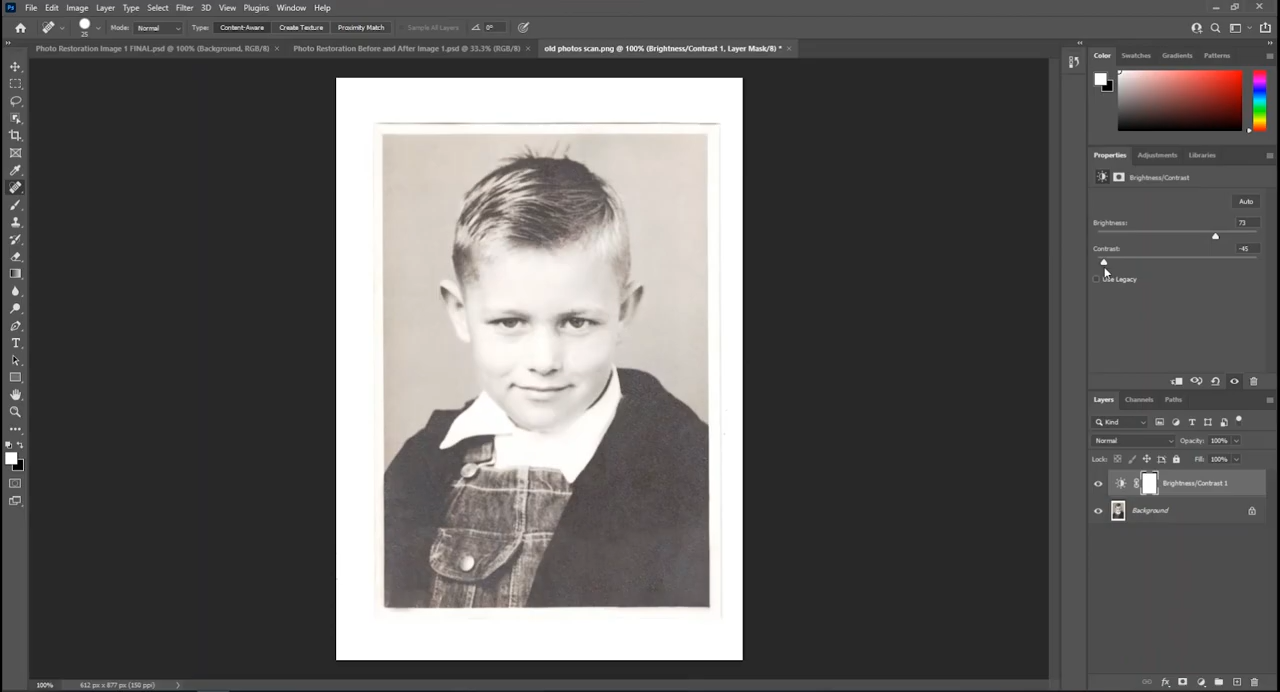 Ps File Edit Image Layer Type Select Filter 3D View Plugins Window Help
25 Mode: Normal Type: Content-Aware Create Texture Proximity Match Sample All Layers 0°
Photo Restoration Image 1 FINAL.psd @ 100% (Background, RGB/8) × Photo Restoration Before and After Image 1.psd @ 33.3% (RGB/8) × old photos scan.png @ 100% (Brightness/Contrast 1, Layer Mask/8) * ×
Color Swatches Gradients Patterns
Properties Adjustments Libraries
Brightness/Contrast
Auto
Brightness: 73
Contrast: -45
Use Legacy
Layers Channels Paths
Kind
Normal Opacity: 100%
Lock: Fill: 100%
Brightness/Contrast 1
Background
100% 612 px x 877 px (150 ppi)